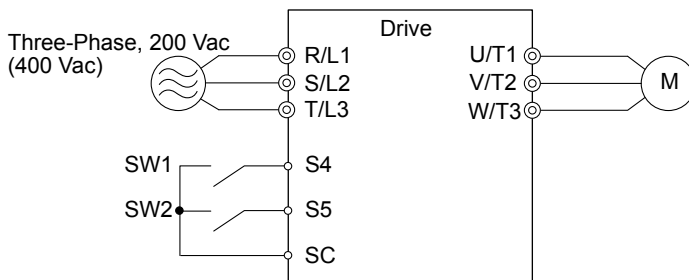 Drive
Three-Phase, 200 Vac
(400 Vac)
R/L1
S/L2
T/L3
U/T1
V/T2
W/T3
M
SW1
S4
SW2
S5
SC